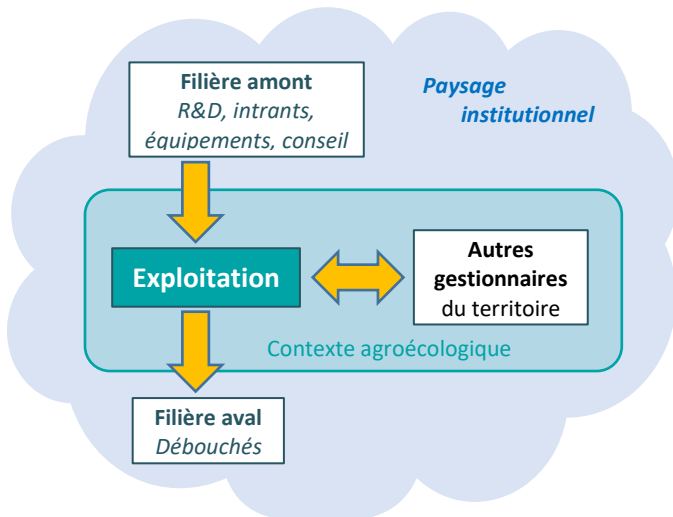 Filière amont
R&D, intrants,
équipements, conseil
Paysage
institutionnel
Exploitation
Autres
gestionnaires
du territoire
Contexte agroécologique
Filière aval
Débouchés